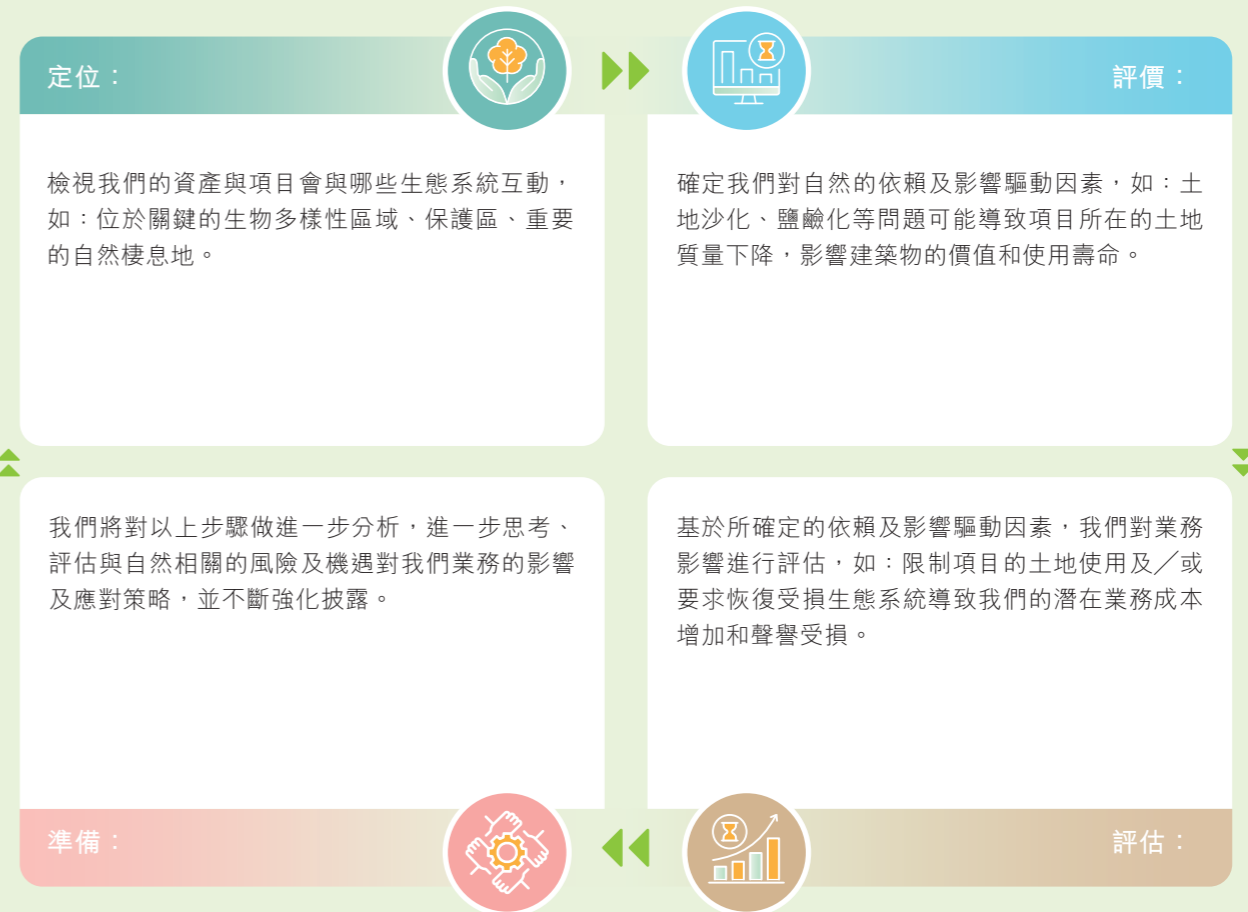 定位：
檢視我們的資產與項目會與哪些生態系統互動，
如：位於關鍵的生物多樣性區域、保護區、重要
的自然棲息地。
評價：
確定我們對自然的依賴及影響驅動因素，如：土
地沙化、鹽鹼化等問題可能導致項目所在的土地
質量下降，影響建築物的價值和使用壽命。
基於所確定的依賴及影響驅動因素，我們對業務
影響進行評估，如：限制項目的土地使用及／或
要求恢復受損生態系統導致我們的潛在業務成本
增加和聲譽受損。
評估：
我們將對以上步驟做進一步分析，進一步思考、
評估與自然相關的風險及機遇對我們業務的影響
及應對策略，並不斷強化披露。
準備：